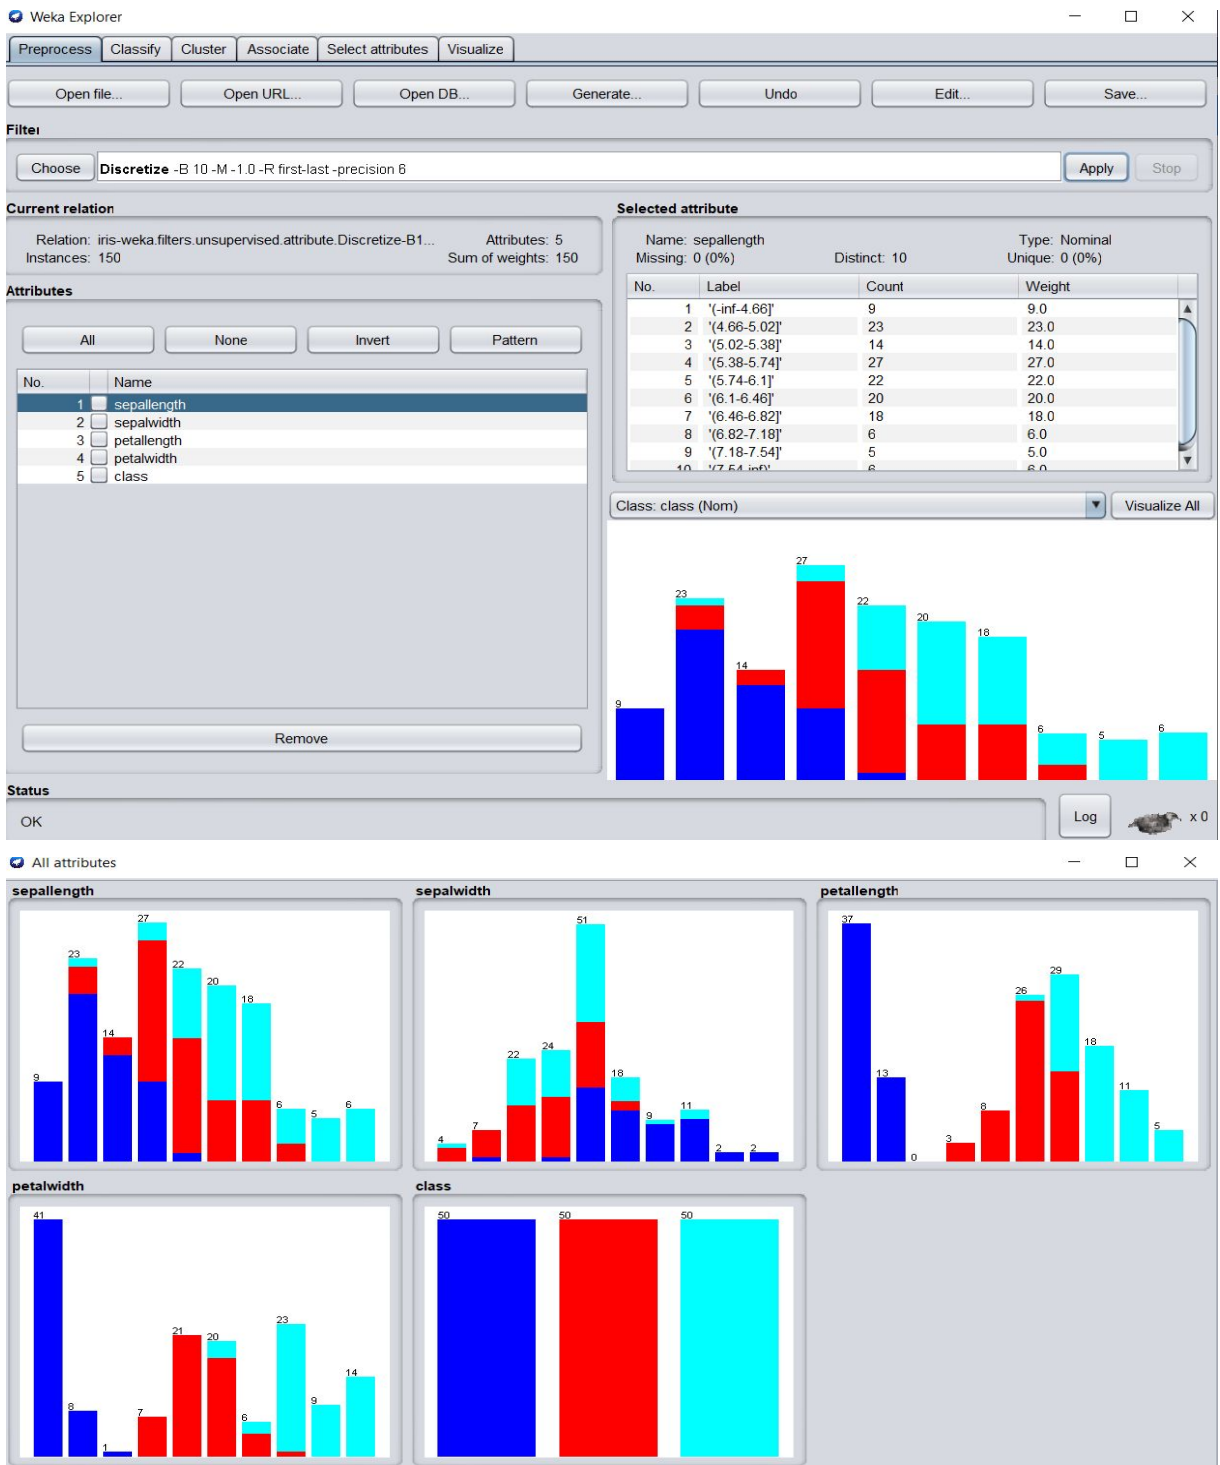 Weka Explorer
Preprocess Classify Cluster Associate Select attributes Visualize
Open file... Open URL... Open DB... Generate... Undo Edit... Save...
Filter
Choose Discretize -B 10 -M -1.0 -R first-last -precision 6 Apply Stop
Current relation
Relation: iris-weka.filters.unsupervised.attribute.Discretize-B1... Attributes: 5
Instances: 150 Sum of weights: 150
Attributes
All None Invert Pattern
No. Name
1 sepallength
2 sepalwidth
3 petallength
4 petalwidth
5 class
Remove
Selected attribute
Name: sepallength Type: Nominal
Missing: 0 (0%) Distinct: 10 Unique: 0 (0%)
No. Label Count Weight
1 '(-inf-4.66]' 9 9.0
2 '(4.66-5.02]' 23 23.0
3 '(5.02-5.38]' 14 14.0
4 '(5.38-5.74]' 27 27.0
5 '(5.74-6.1]' 22 22.0
6 '(6.1-6.46]' 20 20.0
7 '(6.46-6.82]' 18 18.0
8 '(6.82-7.18]' 6 6.0
9 '(7.18-7.54]' 5 5.0
10 '(7.54-inf)' 6 6.0
Class: class (Nom) Visualize All
9 23 14 27 22 20 18 6 5 6
Status
OK
Log x 0
All attributes
sepallength
9 23 14 27 22 20 18 6 5 6
sepalwidth
4 7 22 24 51 18 9 11 2 2
petallength
37 13 0 3 8 26 29 18 11 5
petalwidth
41 8 1 7 21 20 6 23 9 14
class
50 50 50